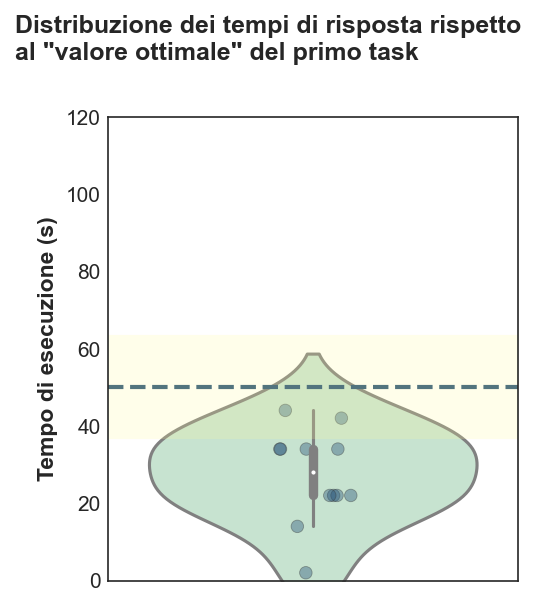 Distribuzione dei tempi di risposta rispetto
al "valore ottimale" del primo task
120
100
80
60
40
20
0
Tempo di esecuzione (s)